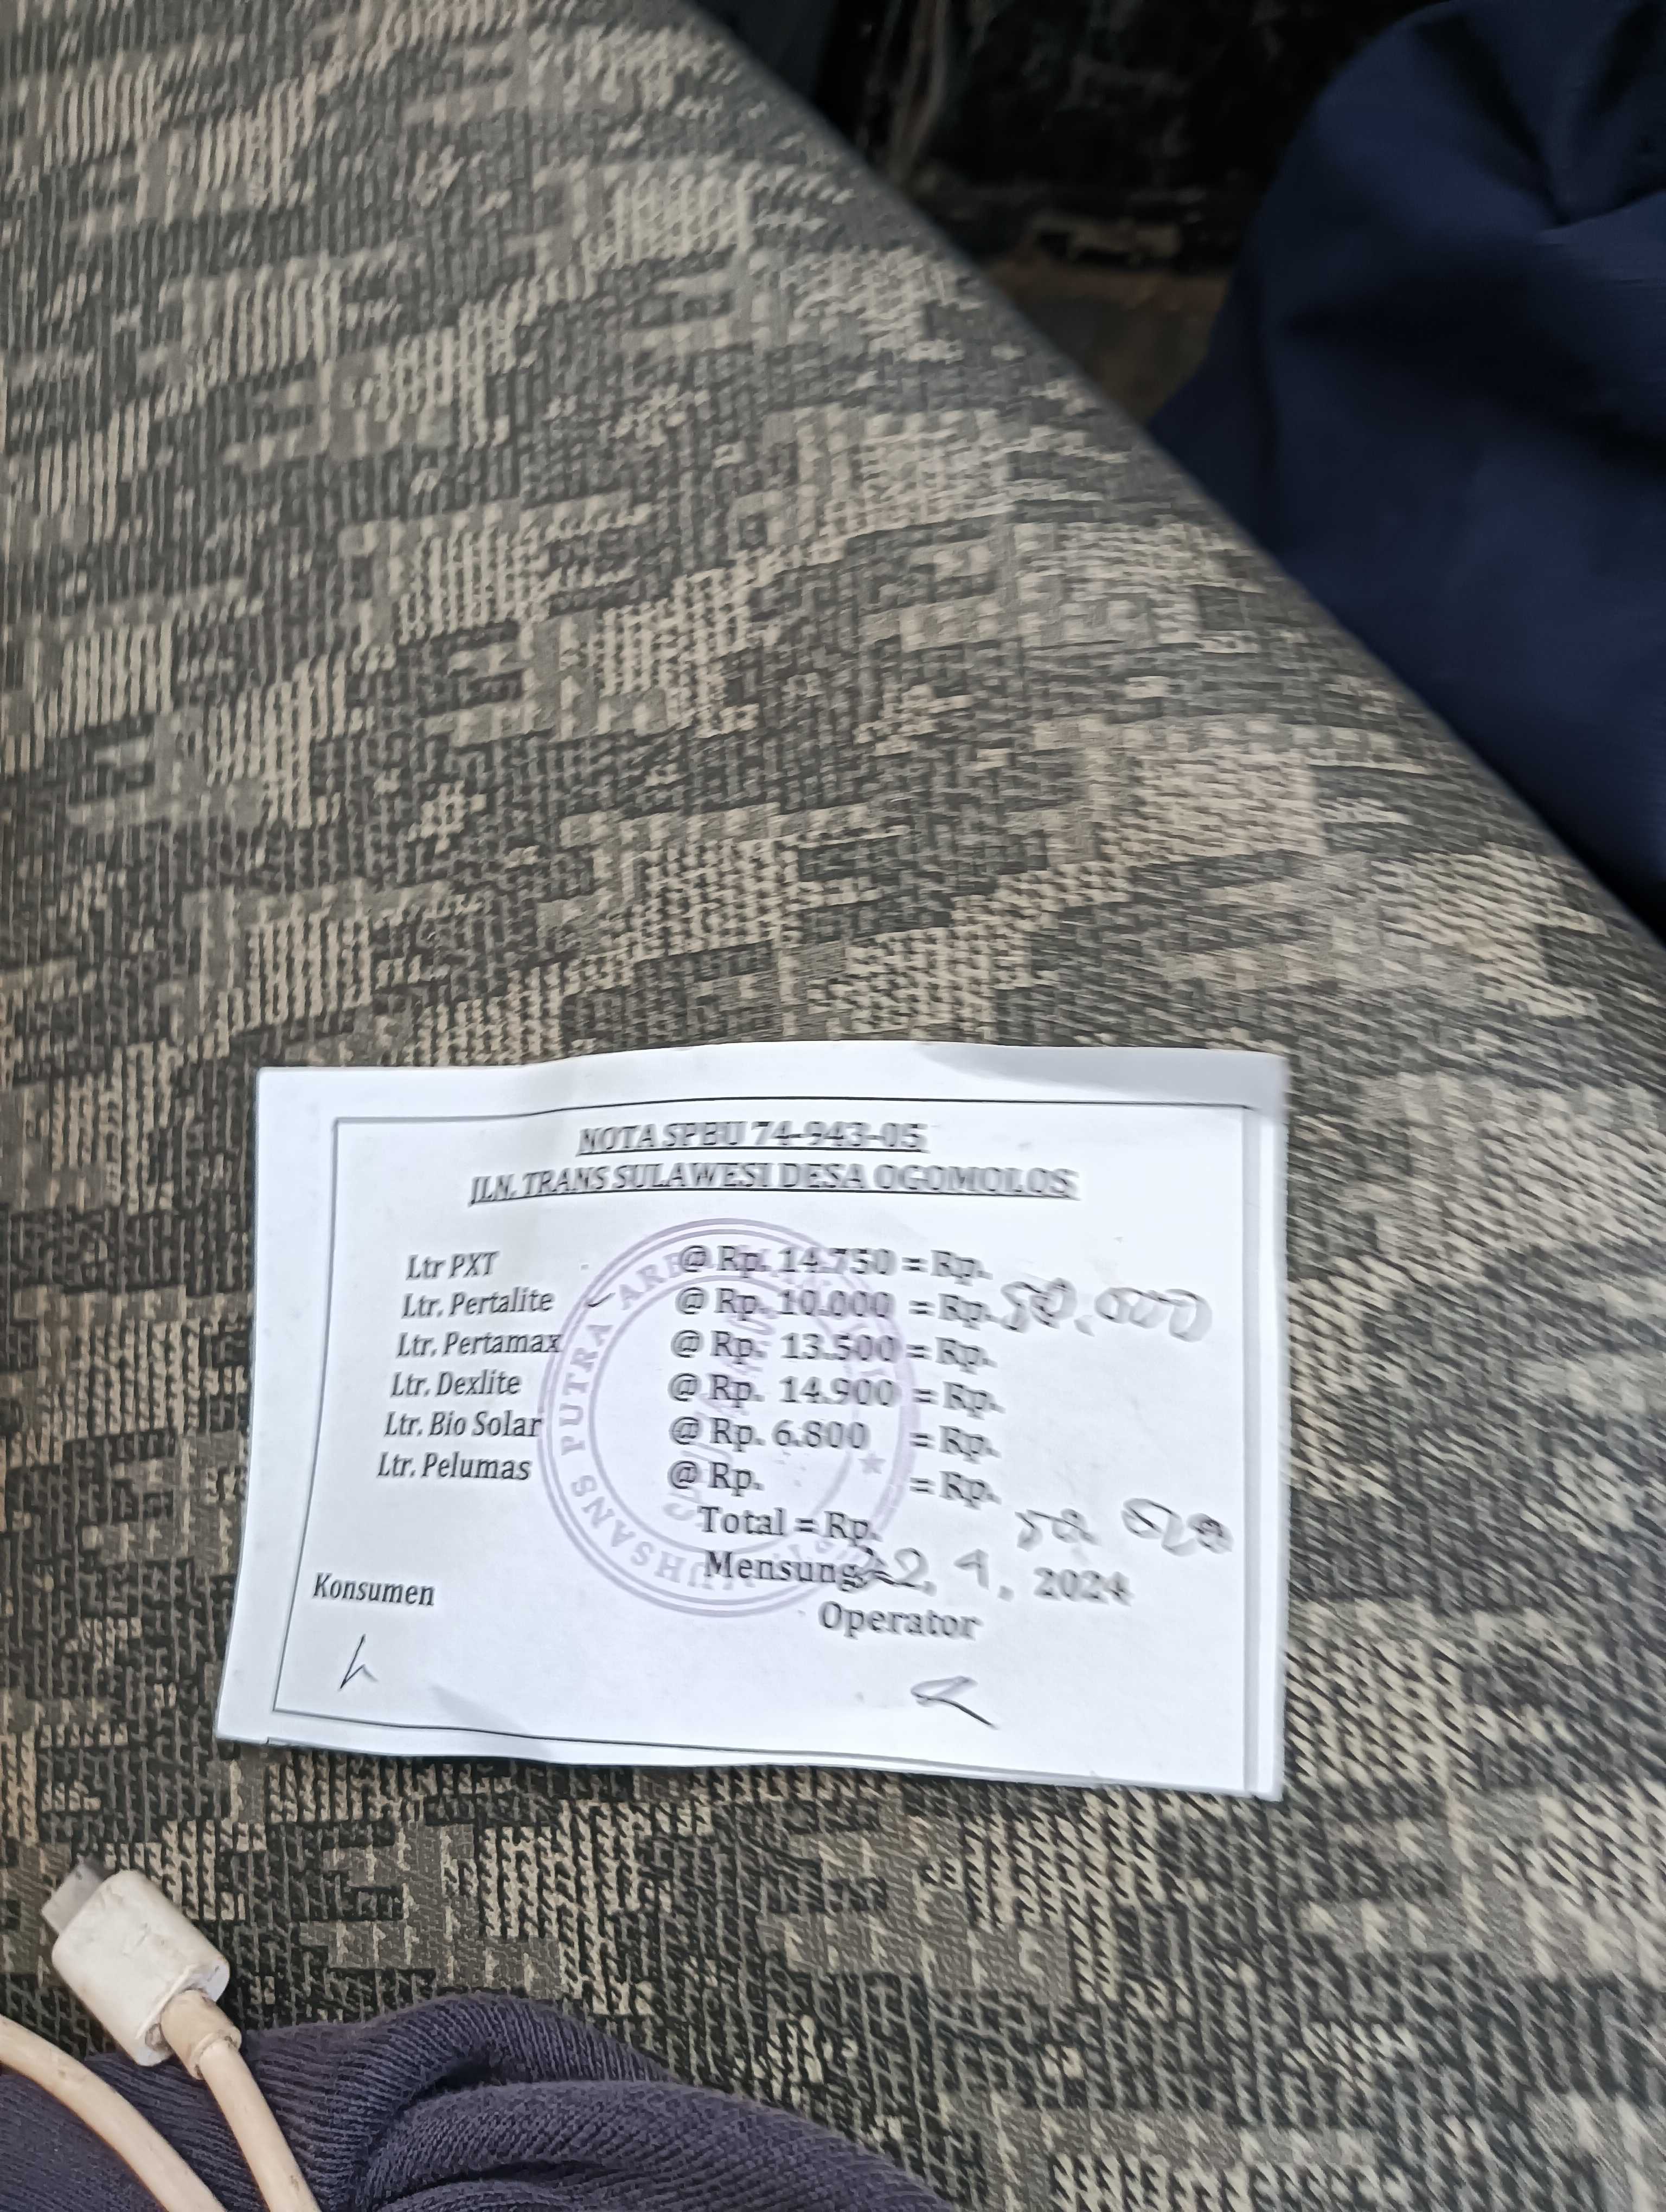 NOTA SPBU 74-943-05
JLN. TRANS SULAWESI DESA OGOMOLOS
Ltr PXT @ Rp. 14.750 = Rp.
Ltr. Pertalite @ Rp. 10.000 = Rp. 50.000
Ltr. Pertamax @ Rp. 13.500 = Rp.
Ltr. Dexlite @ Rp. 14.900 = Rp.
Ltr. Bio Solar @ Rp. 6.800 = Rp.
Ltr. Pelumas @ Rp. = Rp.
Total = Rp.
Mensung, 2024
Konsumen
Operator
PUTRA